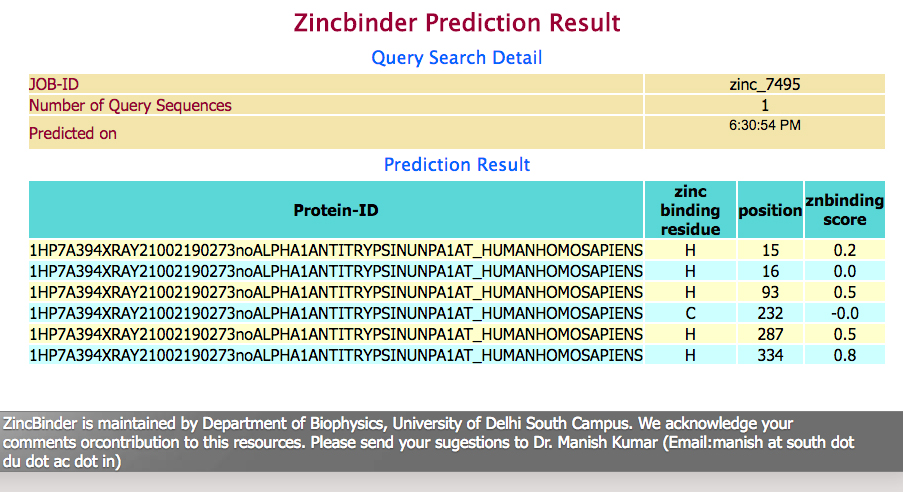 Zincbinder Prediction Result
Query Search Detail
JOB-ID zinc_7495
Number of Query Sequences 1
Predicted on 6:30:54 PM
Prediction Result
Protein-ID zinc binding residue position znbinding score
1HP7A394XRAY21002190273noALPHA1ANTITRYPSINUNPA1AT_HUMANHOMOSAPIENS H 15 0.2
1HP7A394XRAY21002190273noALPHA1ANTITRYPSINUNPA1AT_HUMANHOMOSAPIENS H 16 0.0
1HP7A394XRAY21002190273noALPHA1ANTITRYPSINUNPA1AT_HUMANHOMOSAPIENS H 93 0.5
1HP7A394XRAY21002190273noALPHA1ANTITRYPSINUNPA1AT_HUMANHOMOSAPIENS C 232 -0.0
1HP7A394XRAY21002190273noALPHA1ANTITRYPSINUNPA1AT_HUMANHOMOSAPIENS H 287 0.5
1HP7A394XRAY21002190273noALPHA1ANTITRYPSINUNPA1AT_HUMANHOMOSAPIENS H 334 0.8
ZincBinder is maintained by Department of Biophysics, University of Delhi South Campus. We acknowledge your
comments orcontribution to this resources. Please send your sugestions to Dr. Manish Kumar (Email:manish at south dot
du dot ac dot in)